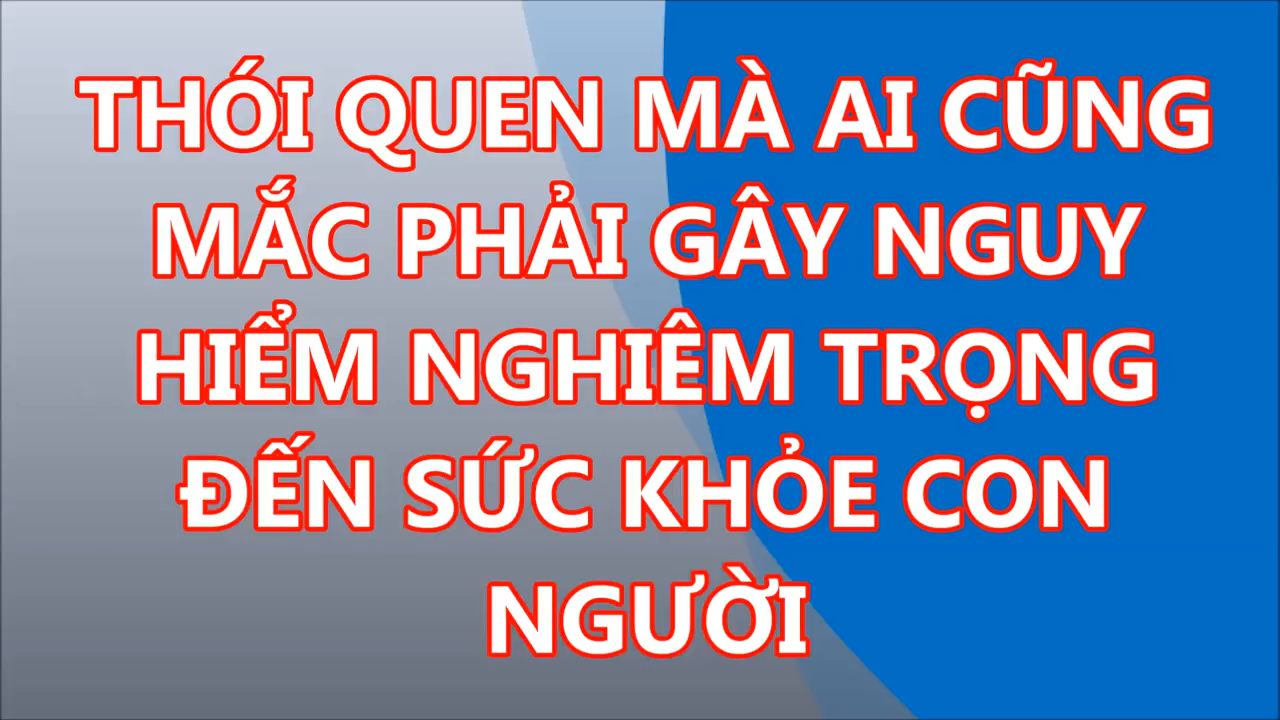 THÓI QUEN MÀ AI CŨNG
MẮC PHẢI GÂY NGUY
HIỂM NGHIÊM TRỌNG
ĐẾN SỨC KHỎE CON
NGƯỜI